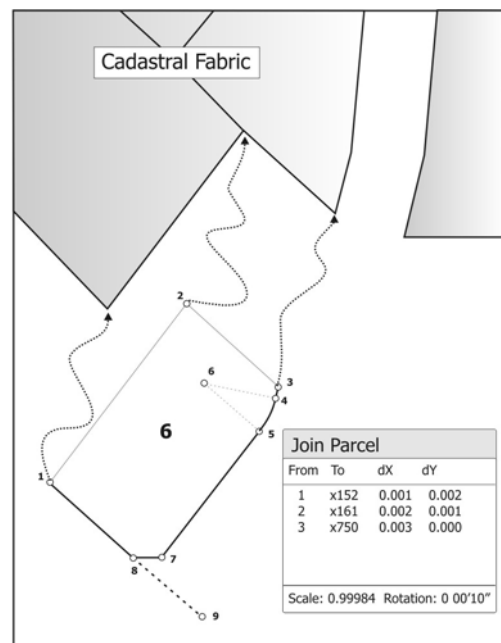 Cadastral Fabric
2
6
3
4
6
5
1
8
7
9
Join Parcel
From To dX dY
1 x152 0.001 0.002
2 x161 0.002 0.001
3 x750 0.003 0.000
Scale: 0.99984 Rotation: 0 00'10"